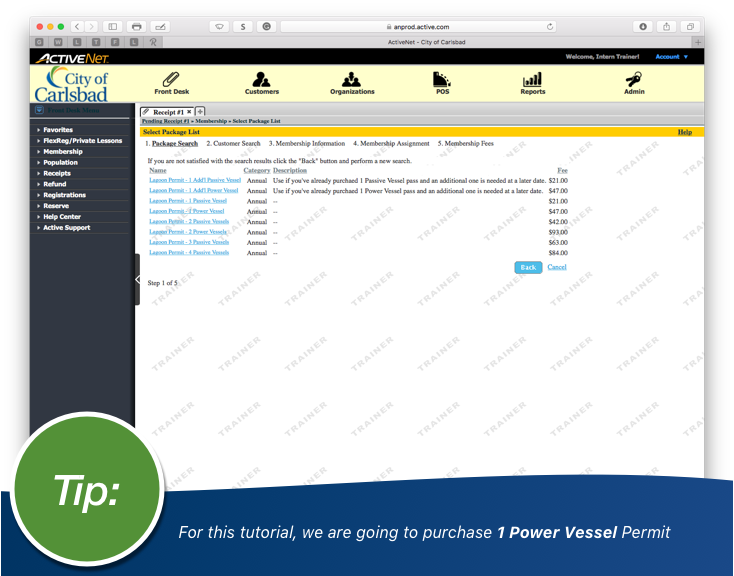 anprod.active.com
G W L T F L
ActiveNet - City of Carlsbad
ACTIVENET
Welcome, Intern Trainer! Account ▼
City of
Carlsbad
Front Desk Customers Organizations POS Reports Admin
Receipt #1 × +
Pending Receipt #1 » Membership » Select Package List
Select Package List Help
1. Package Search 2. Customer Search 3. Membership Information 4. Membership Assignment 5. Membership Fees
Favorites
FlexReg/Private Lessons
Membership
Population
Receipts
Refund
Registrations
Reserve
Help Center
Active Support
If you are not satisfied with the search results click the "Back" button and perform a new search.
Name Category Description Fee
Lagoon Permit - 1 Add'l Passive Vessel Annual Use if you've already purchased 1 Passive Vessel pass and an additional one is needed at a later date. $21.00
Lagoon Permit - 1 Add'l Power Vessel Annual Use if you've already purchased 1 Power Vessel pass and an additional one is needed at a later date. $47.00
Lagoon Permit - 1 Passive Vessel Annual -- $21.00
Lagoon Permit - 1 Power Vessel Annual -- $47.00
Lagoon Permit - 2 Passive Vessels Annual -- $42.00
Lagoon Permit - 2 Power Vessels Annual -- $93.00
Lagoon Permit - 3 Passive Vessels Annual -- $63.00
Lagoon Permit - 4 Passive Vessels Annual -- $84.00
Back Cancel
Step 1 of 5
TRAINER
Tip:
For this tutorial, we are going to purchase 1 Power Vessel Permit